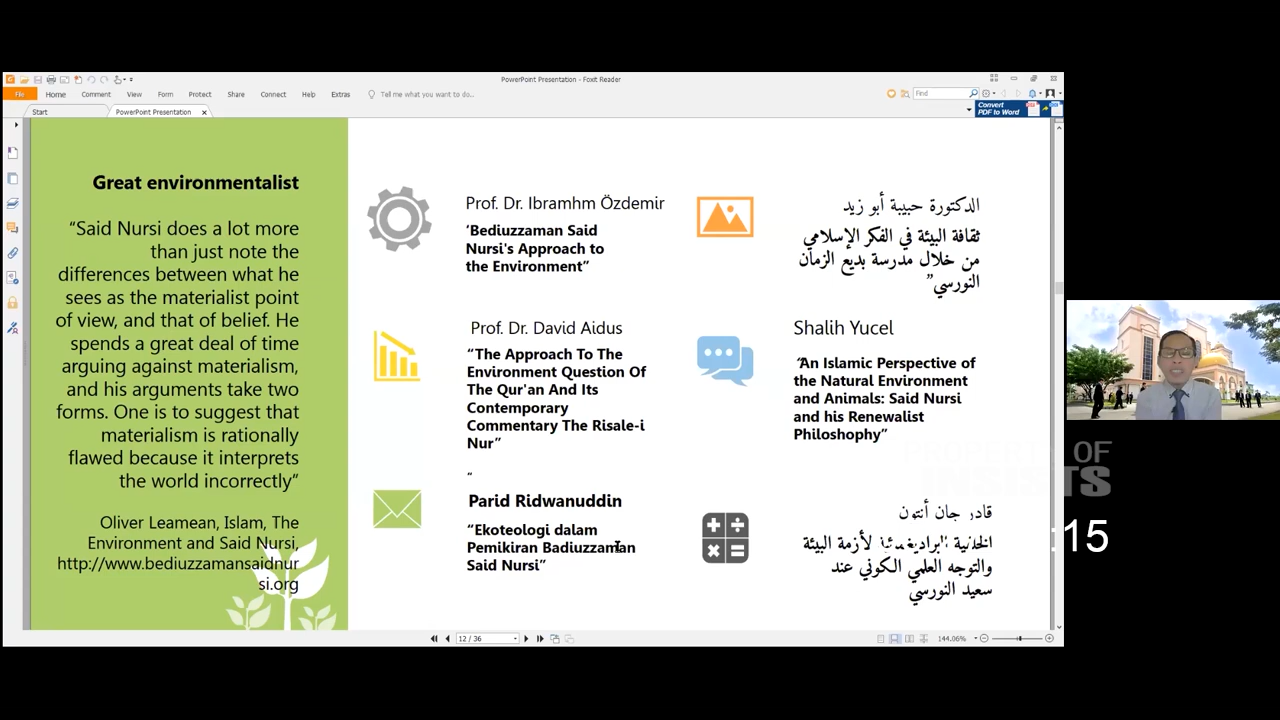 PowerPoint Presentation - Foxit Reader
File Home Comment View Form Protect Share Connect Help Extras Tell me what you want to do...
Find
Start PowerPoint Presentation
Convert
PDF to Word
Great environmentalist
“Said Nursi does a lot more
than just note the
differences between what he
sees as the materialist point
of view, and that of belief. He
spends a great deal of time
arguing against materialism,
and his arguments take two
forms. One is to suggest that
materialism is rationally
flawed because it interprets
the world incorrectly”
Oliver Leamean, Islam, The
Environment and Said Nursi,
http://www.bediuzzamansaidnur
si.org
Prof. Dr. Ibramhm Özdemir
‘Bediuzzaman Said
Nursi's Approach to
the Environment”
الدكتورة حبيبة أبو زيد
ثقافة البيئة في الفكر الإسلامي
من خلال مدرسة بديع الزمان
النورسي”
Prof. Dr. David Aidus
“The Approach To The
Environment Question Of
The Qur'an And Its
Contemporary
Commentary The Risale-i
Nur”
Shalih Yucel
“An Islamic Perspective of
the Natural Environment
and Animals: Said Nursi
and his Renewalist
Philoshophy”
“
Parid Ridwanuddin
“Ekoteologi dalam
Pemikiran Badiuzzaman
Said Nursi”
قادر جان أنتون
لأزمة البيئة
والتوجه العلمي الكوني عند
سعيد النورسي
PROPERTY OF
INSISTS
:15
12 / 36
144.06%